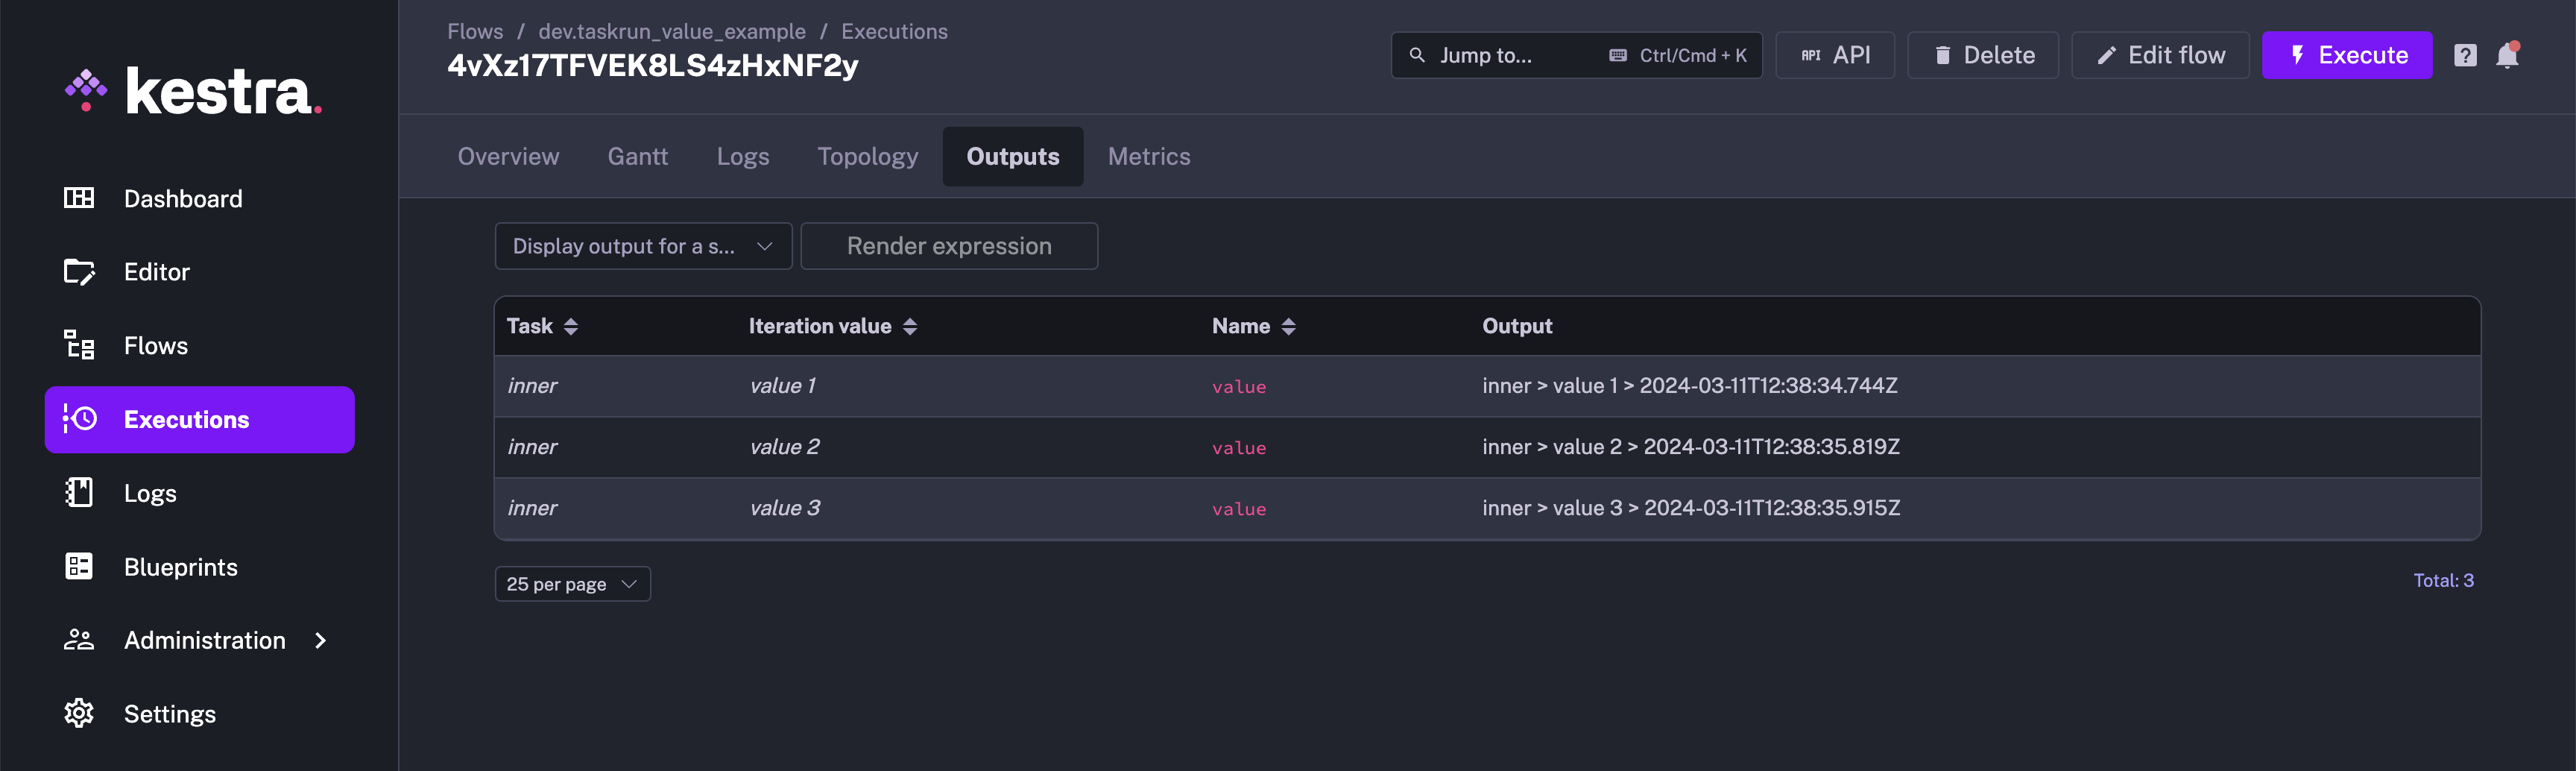 kestra.
Dashboard
Editor
Flows
Executions
Logs
Blueprints
Administration
Settings
Flows / dev.taskrun_value_example / Executions
4vXz17TFVEK8LS4zHxNF2y
Jump to... Ctrl/Cmd + K
API API
Delete
Edit flow
Execute
?
Overview Gantt Logs Topology Outputs Metrics
Display output for a s... Render expression
Task Iteration value Name Output
inner value 1 value inner > value 1 > 2024-03-11T12:38:34.744Z
inner value 2 value inner > value 2 > 2024-03-11T12:38:35.819Z
inner value 3 value inner > value 3 > 2024-03-11T12:38:35.915Z
25 per page Total: 3